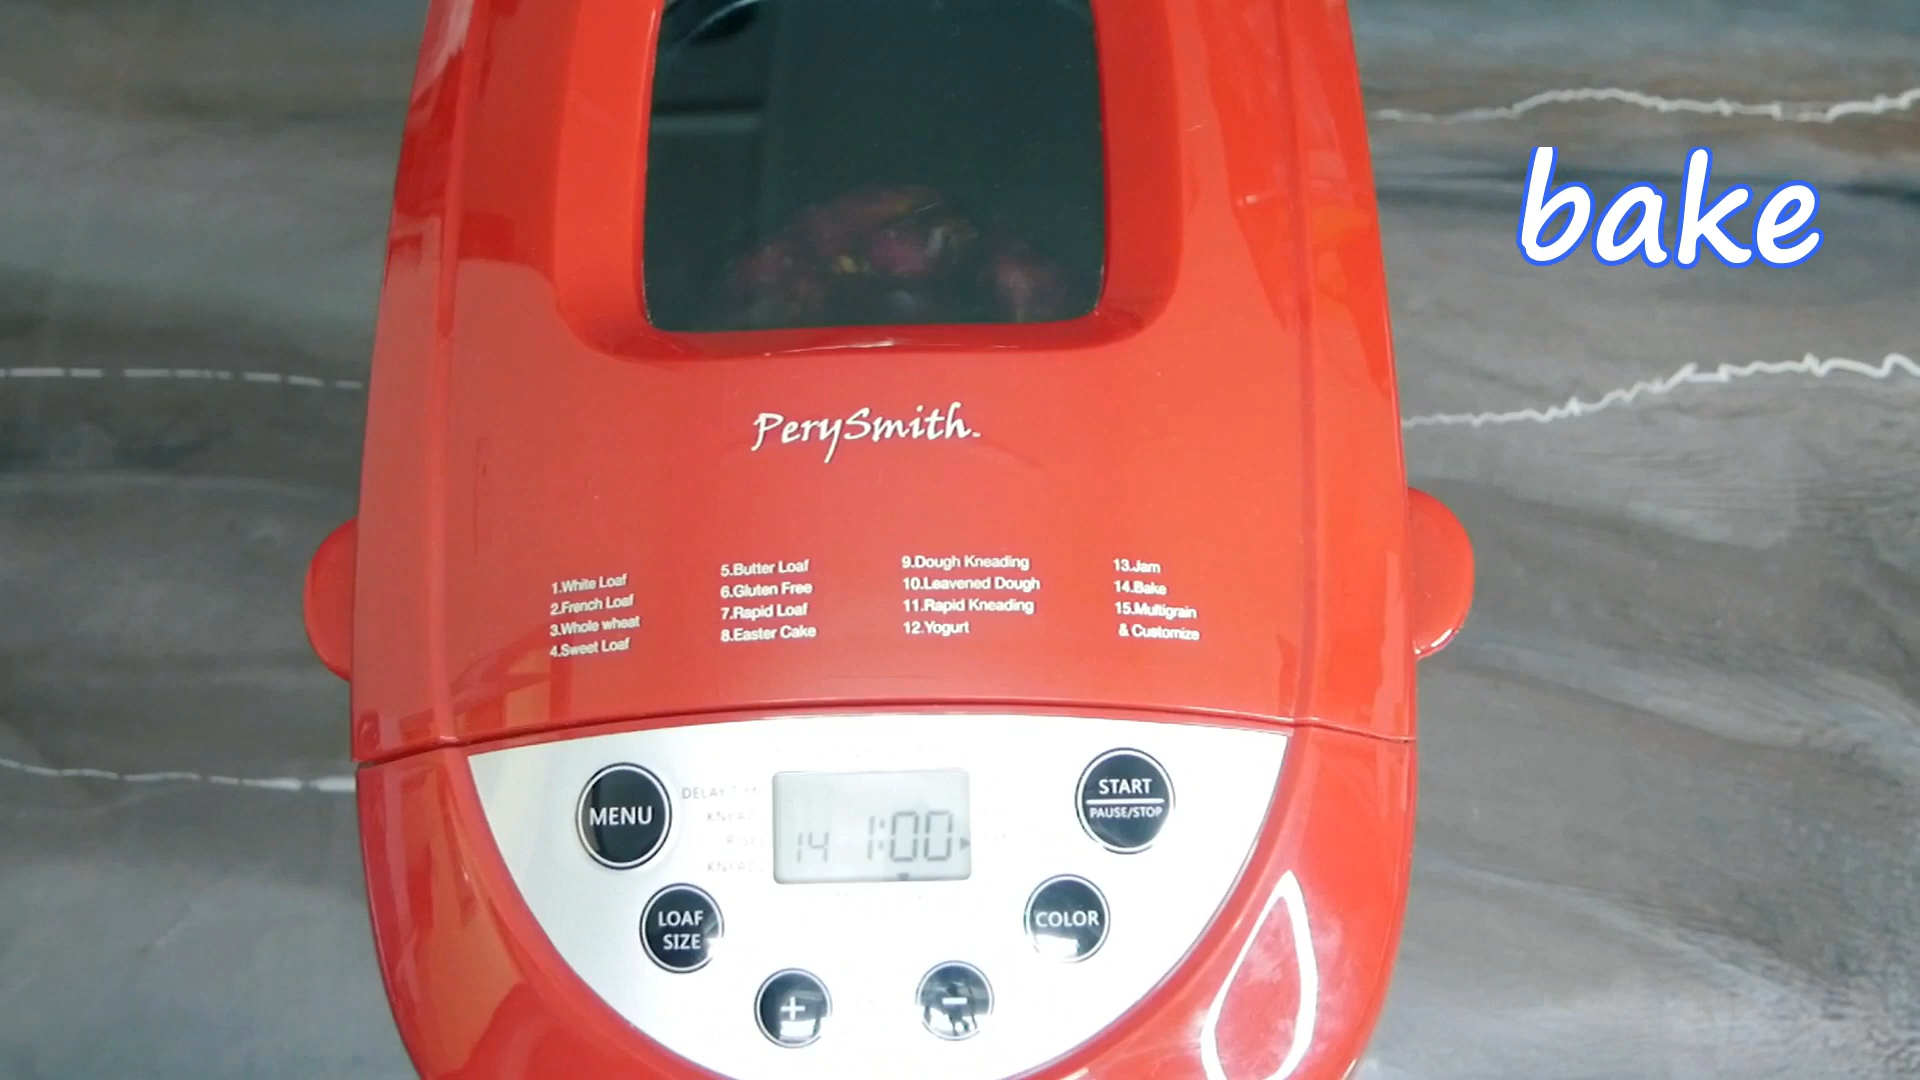 bake
PerySmith
1.White Loaf
2.French Loaf
3.Whole wheat
4.Sweet Loaf
5.Butter Loaf
6.Gluten Free
7.Rapid Loaf
8.Easter Cake
9.Dough Kneading
10.Leavened Dough
11.Rapid Kneading
12.Yogurt
13.Jam
14.Bake
15.Multigrain
& Customize
MENU
DELAY
14 1:00
START
PAUSE/STOP
LOAF
SIZE
COLOR
+
-